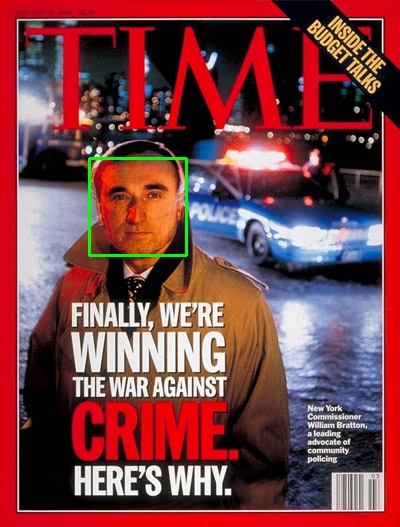 TIME
INSIDE THE
BUDGET TALKS
POLICE
FINALLY, WE'RE
WINNING
THE WAR AGAINST
CRIME.
HERE'S WHY.
New York
Commissioner
William Bratton,
a leading
advocate of
community
policing
03